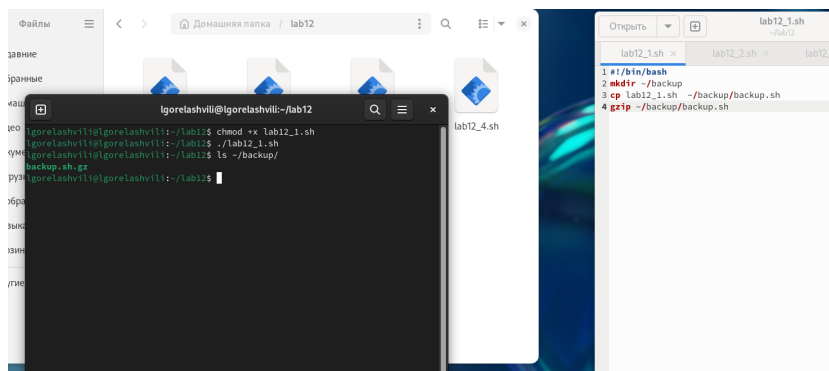 Файлы
Домашняя папка / lab12
давние
бранные
lab12_4.sh
lgorelashvili@lgorelashvili:~/lab12
lgorelashvili@lgorelashvili:~/lab12$ chmod +x lab12_1.sh
lgorelashvili@lgorelashvili:~/lab12$ ./lab12_1.sh
lgorelashvili@lgorelashvili:~/lab12$ ls ~/backup/
backup.sh.gz
lgorelashvili@lgorelashvili:~/lab12$
Открыть
lab12_1.sh
~/lab12
lab12_1.sh
lab12_2.sh
lab12
1 #!/bin/bash
2 mkdir ~/backup
3 cp lab12_1.sh ~/backup/backup.sh
4 gzip ~/backup/backup.sh